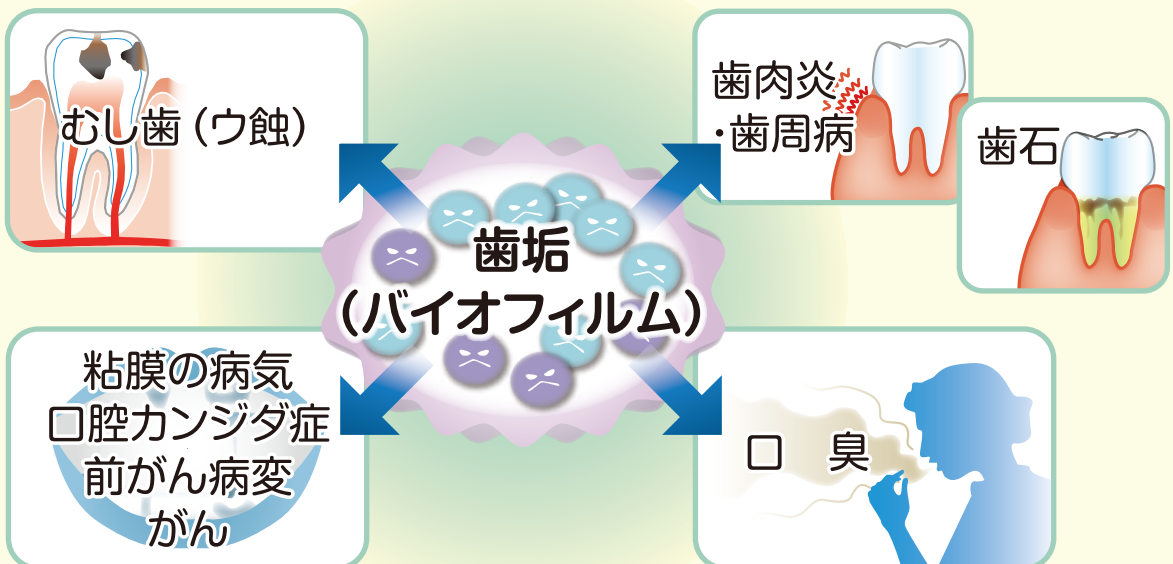 むし歯（ウ蝕）
歯肉炎
・歯周病
歯石
歯垢
（バイオフィルム）
粘膜の病気
口腔カンジダ症
前がん病変
がん
口　臭